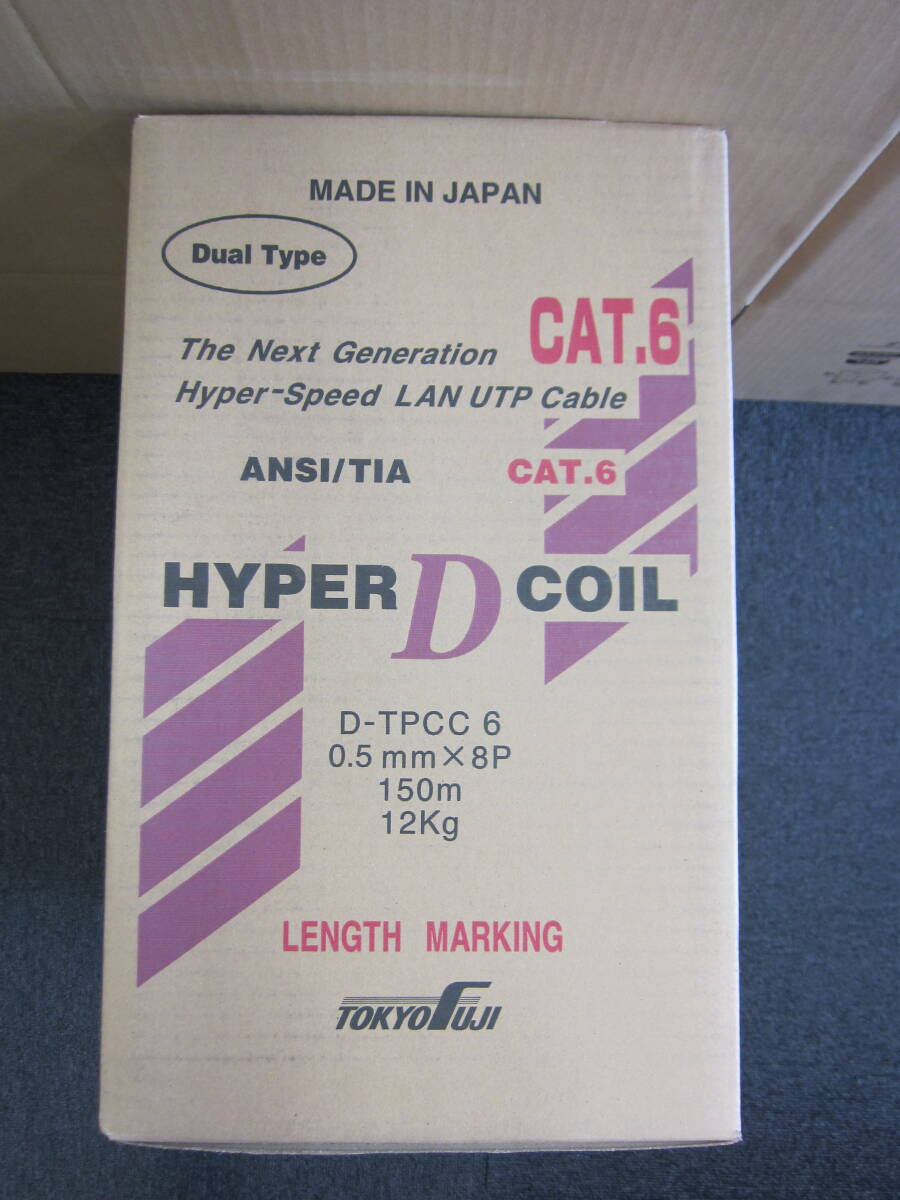 MADE IN JAPAN
Dual Type
CAT.6
The Next Generation
Hyper-Speed LAN UTP Cable
ANSI/TIA CAT.6
HYPER D COIL
D-TPCC 6
0.5 mm×8P
150m
12Kg
LENGTH MARKING
TOKYO FUJI